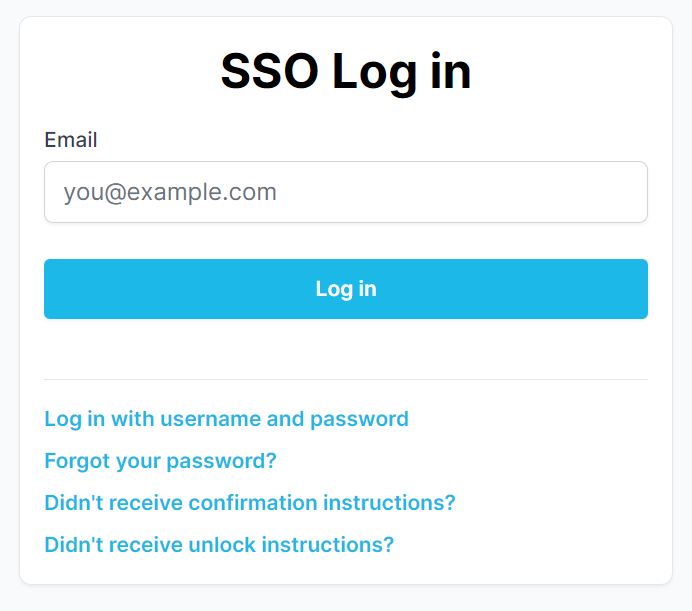 SSO Log in
Email
you@example.com
Log in
Log in with username and password
Forgot your password?
Didn't receive confirmation instructions?
Didn't receive unlock instructions?